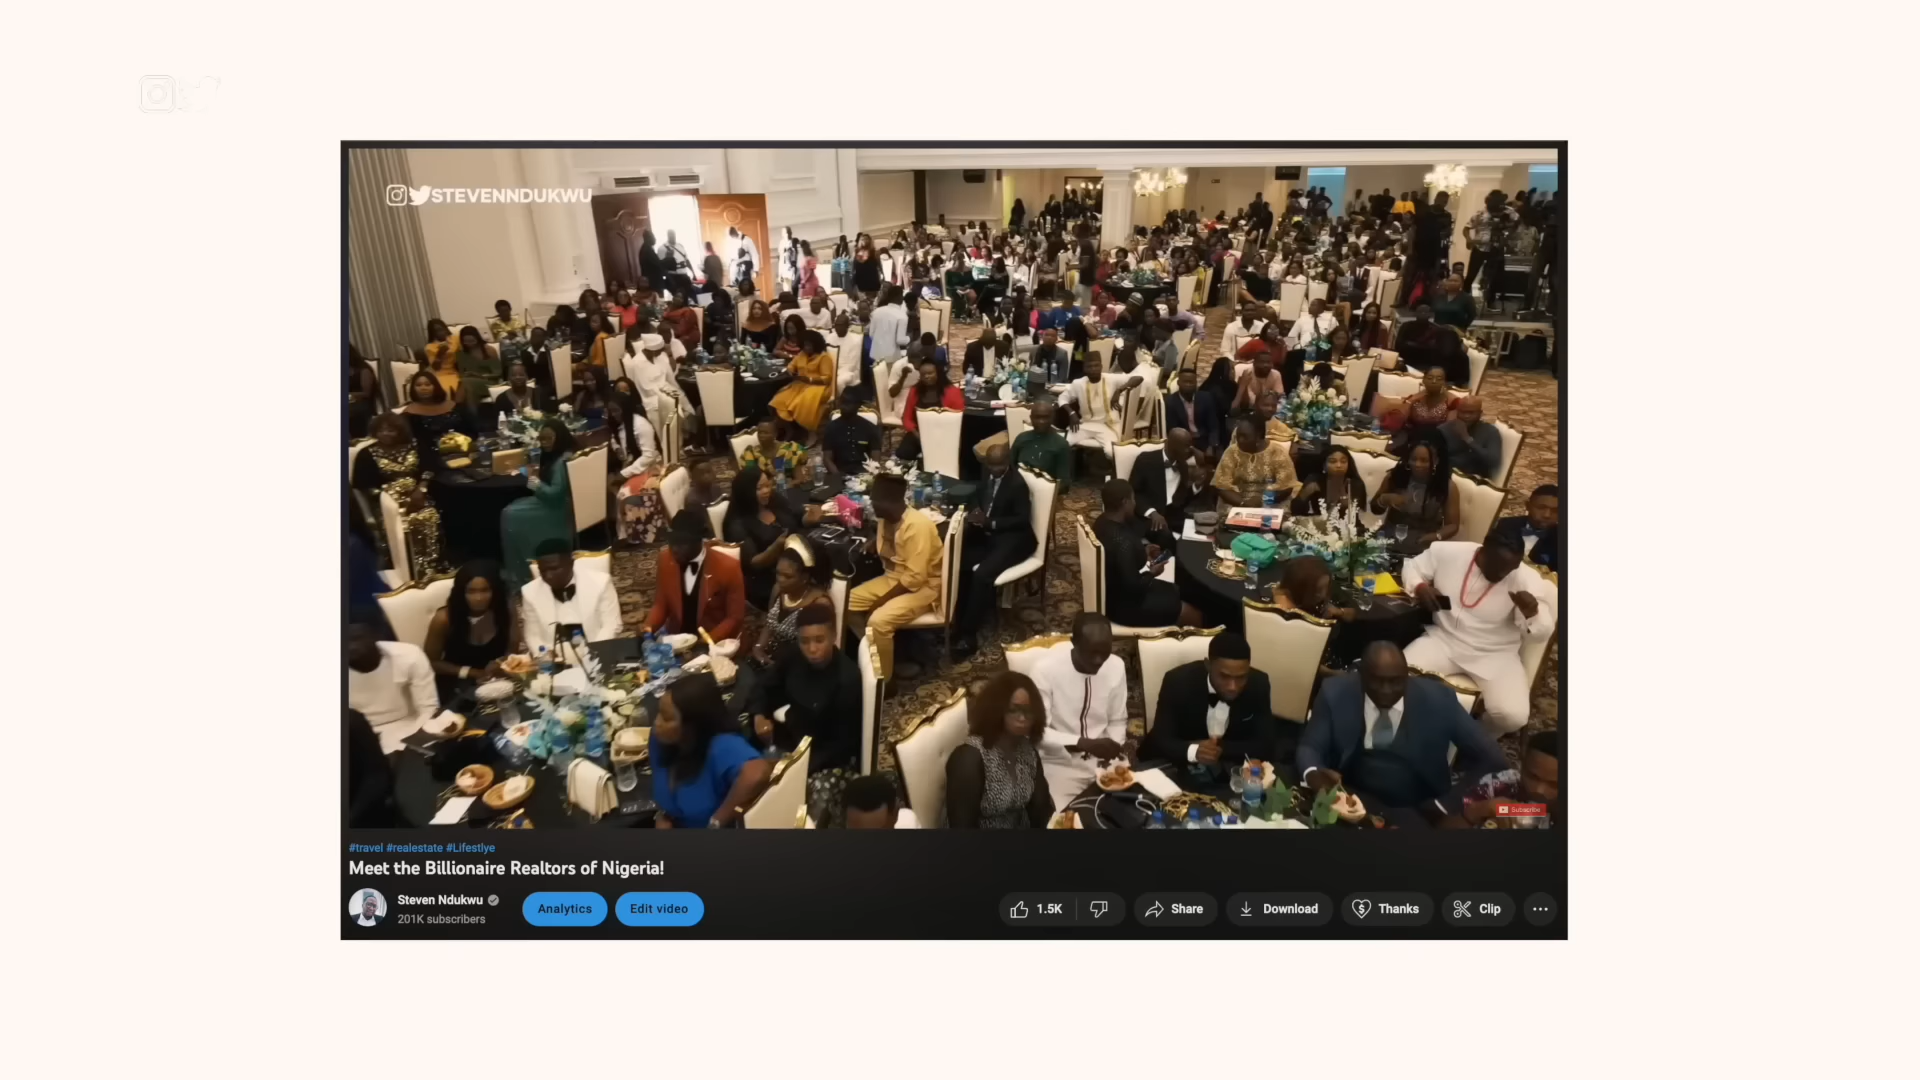 STEVENNDUKWU
Subscribe
#travel #realestate #Lifestlye
Meet the Billionaire Realtors of Nigeria!
Steven Ndukwu
201K subscribers
Analytics
Edit video
1.5K
Share
Download
Thanks
Clip